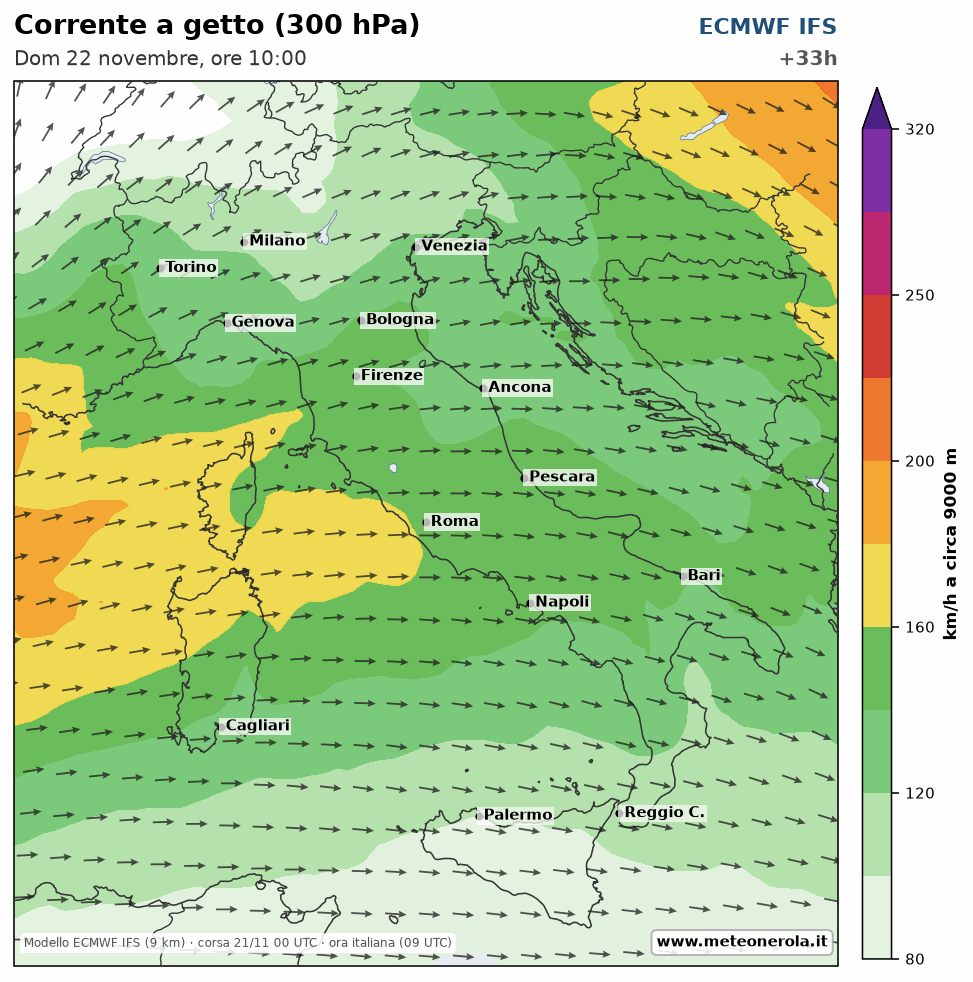 Corrente a getto (300 hPa)
ECMWF IFS
Dom 22 novembre, ore 10:00
+33h
Milano
Venezia
Torino
Genova
Bologna
Firenze
Ancona
Pescara
Roma
Bari
Napoli
Cagliari
Palermo
Reggio C.
320
250
200
160
120
80
km/h a circa 9000 m
Modello ECMWF IFS (9 km) · corsa 21/11 00 UTC · ora italiana (09 UTC)
www.meteonerola.it